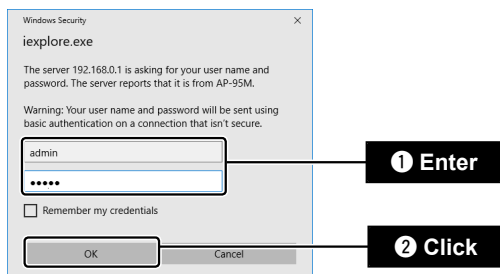 Windows Security
iexplore.exe
The server 192.168.0.1 is asking for your user name and
password. The server reports that it is from AP-95M.
Warning: Your user name and password will be sent using
basic authentication on a connection that isn't secure.
admin
●●●●●
Remember my credentials
OK Cancel
① Enter
② Click